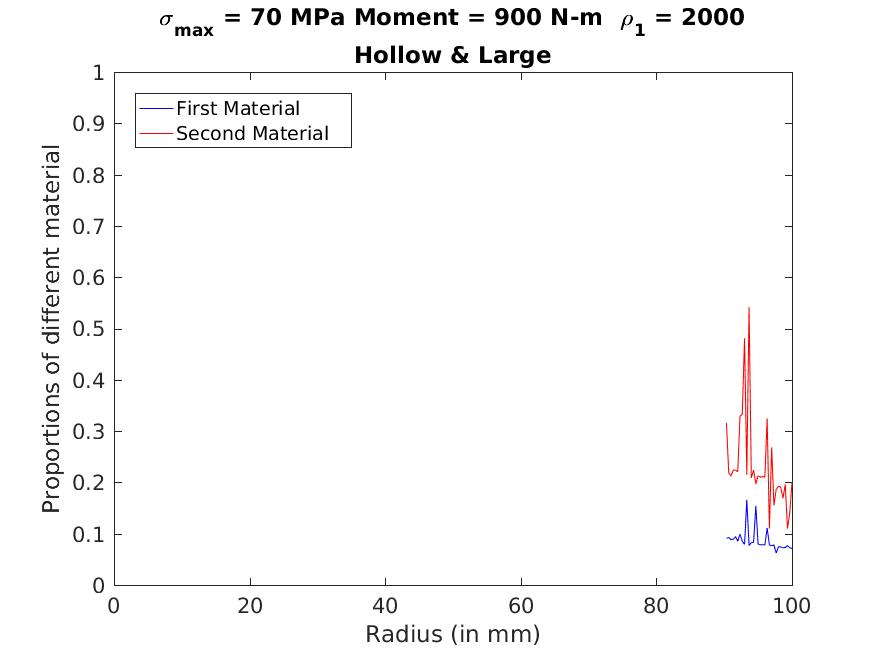 σmax = 70 MPa Moment = 900 N-m ρ1 = 2000
Hollow & Large
First Material
Second Material
Proportions of different material
1
0.9
0.8
0.7
0.6
0.5
0.4
0.3
0.2
0.1
0
0 20 40 60 80 100
Radius (in mm)